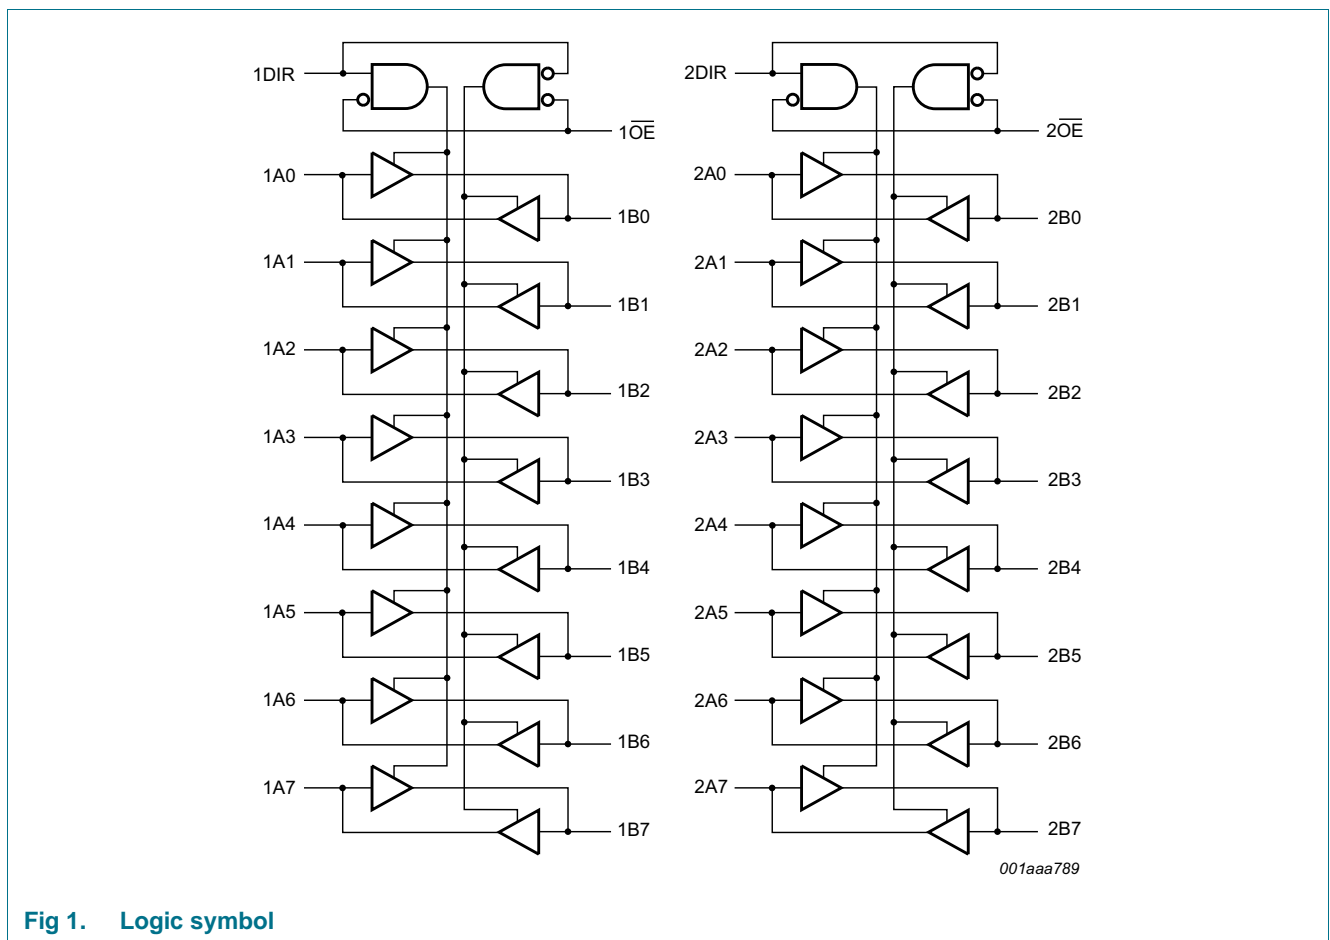 1DIR
2DIR
1OE
2OE
1A0
2A0
1B0
2B0
1A1
2A1
1B1
2B1
1A2
2A2
1B2
2B2
1A3
2A3
1B3
2B3
1A4
2A4
1B4
2B4
1A5
2A5
1B5
2B5
1A6
2A6
1B6
2B6
1A7
2A7
1B7
2B7
001aaa789
Fig 1. Logic symbol